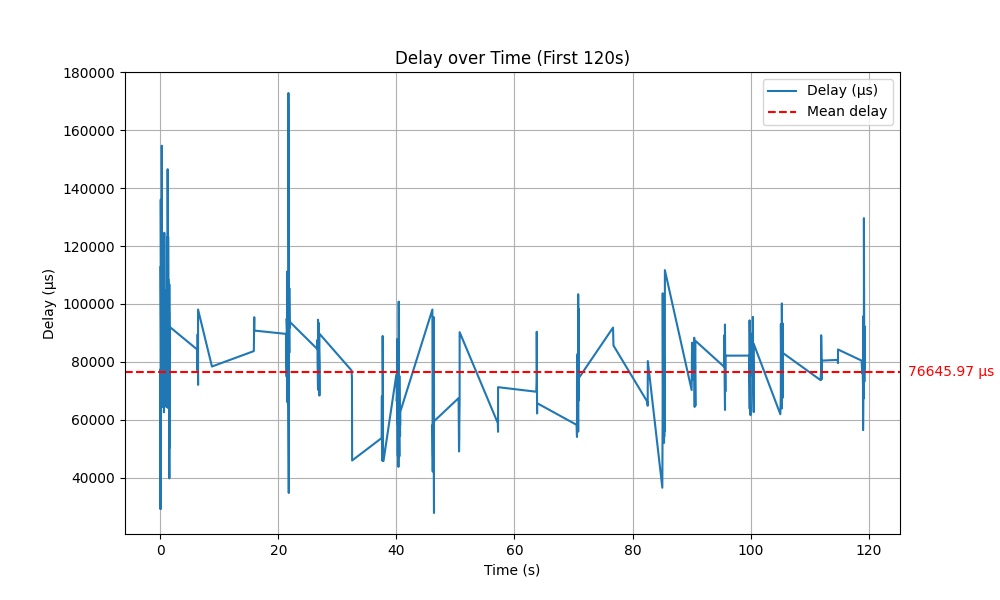 Delay over Time (First 120s)
Delay (µs)
Mean delay
180000
160000
140000
120000
100000
80000
60000
40000
Delay (µs)
76645.97 µs
0 20 40 60 80 100 120
Time (s)